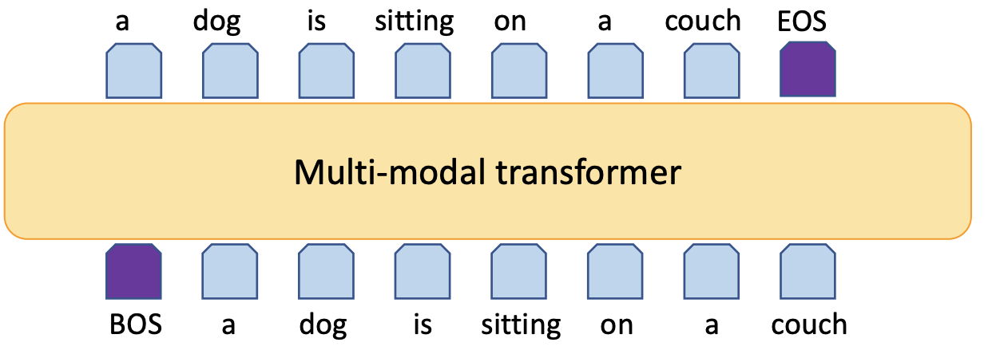 a dog is sitting on a couch EOS
Multi-modal transformer
BOS a dog is sitting on a couch